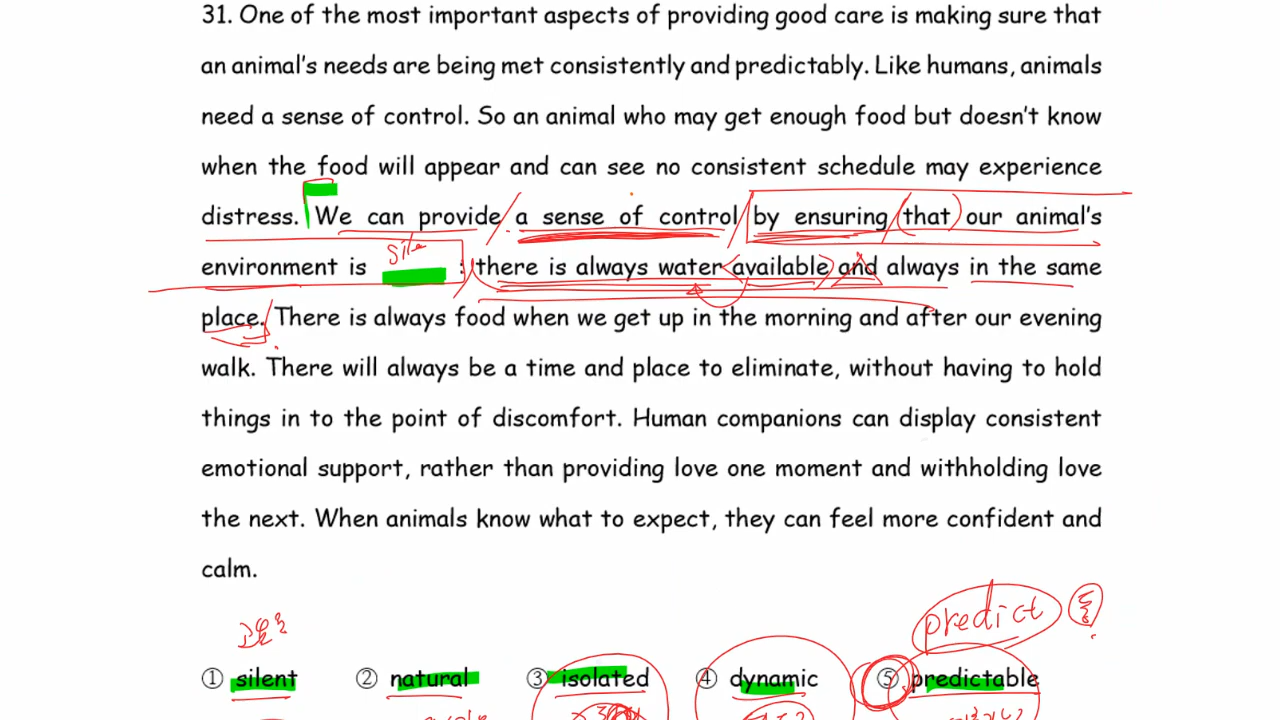 31. One of the most important aspects of providing good care is making sure that
an animal's needs are being met consistently and predictably. Like humans, animals
need a sense of control. So an animal who may get enough food but doesn't know
when the food will appear and can see no consistent schedule may experience
distress. We can provide a sense of control by ensuring that our animal's
environment is : there is always water available and always in the same
place. There is always food when we get up in the morning and after our evening
walk. There will always be a time and place to eliminate, without having to hold
things in to the point of discomfort. Human companions can display consistent
emotional support, rather than providing love one moment and withholding love
the next. When animals know what to expect, they can feel more confident and
calm.
predict
① silent ② natural ③ isolated ④ dynamic ⑤ predictable